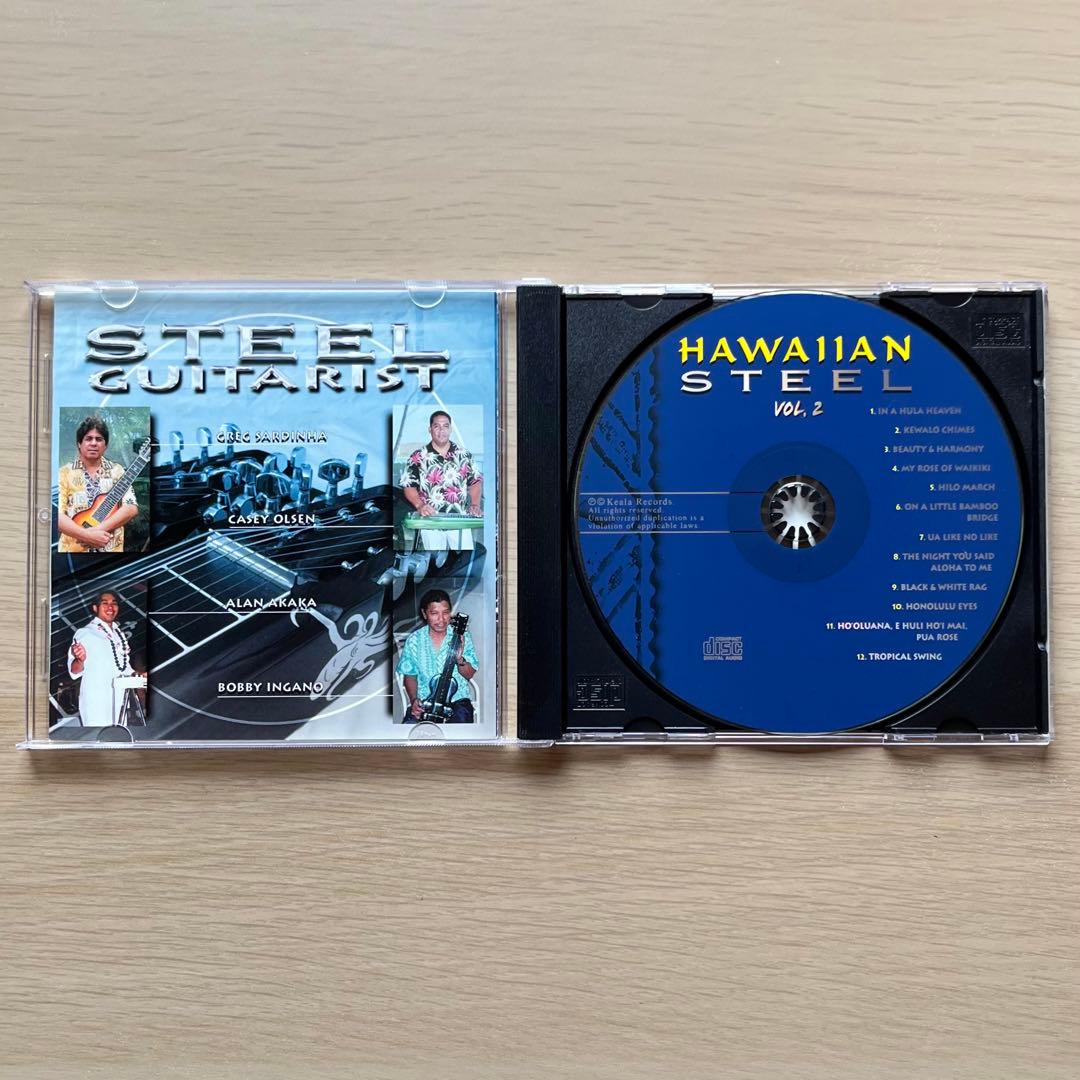 STEEL
GUITARIST
GREG SARDINHA
CASEY OLSEN
ALAN AKAKA
BOBBY INGANO
HAWAIIAN
STEEL
VOL, 2
1. IN A HULA HEAVEN
2. KEWALO CHIMES
3. BEAUTY & HARMONY
4. MY ROSE OF WAIKIKI
5. HILO MARCH
6. ON A LITTLE BAMBOO
BRIDGE
7. UA LIKE NO LIKE
8. THE NIGHT YOU SAID
ALOHA TO ME
9. BLACK & WHITE RAG
10. HONOLULU EYES
11. HO'OLUANA, E HULI HO'I MAI,
PUA ROSE
12. TROPICAL SWING
℗© Keala Records
All rights reserved.
Unauthorized duplication is a
violation of applicable laws
COMPACT
disc
DIGITAL AUDIO